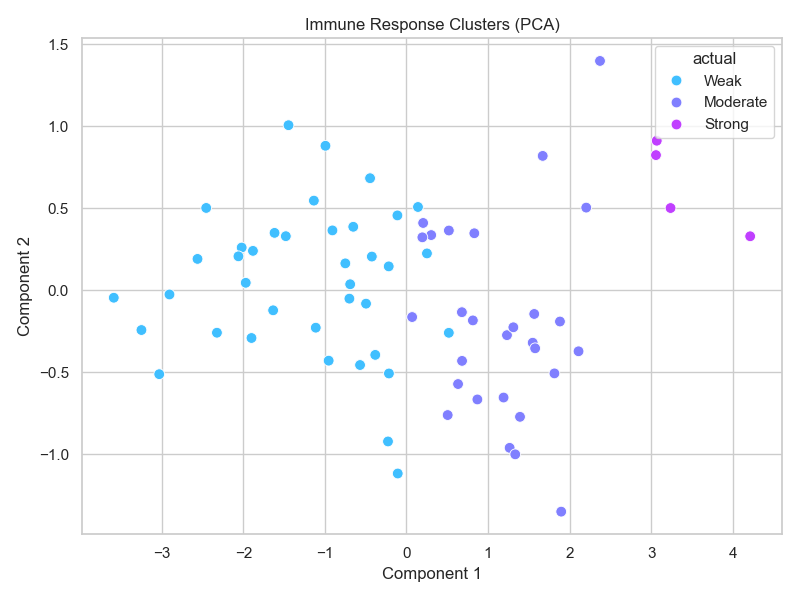 Immune Response Clusters (PCA)
actual
Weak
Moderate
Strong
1.5
1.0
0.5
0.0
−0.5
−1.0
Component 2
−3
−2
−1
0
1
2
3
4
Component 1